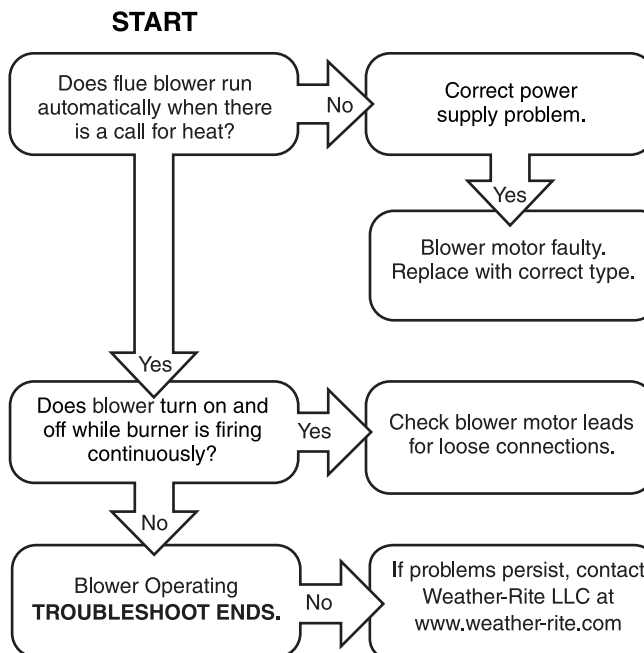 START
Does flue blower run
automatically when there
is a call for heat?
No
Correct power
supply problem.
Yes
Blower motor faulty.
Replace with correct type.
Yes
Does blower turn on and
off while burner is firing
continuously?
Yes
Check blower motor leads
for loose connections.
No
Blower Operating
TROUBLESHOOT ENDS.
No
If problems persist, contact
Weather-Rite LLC at
www.weather-rite.com